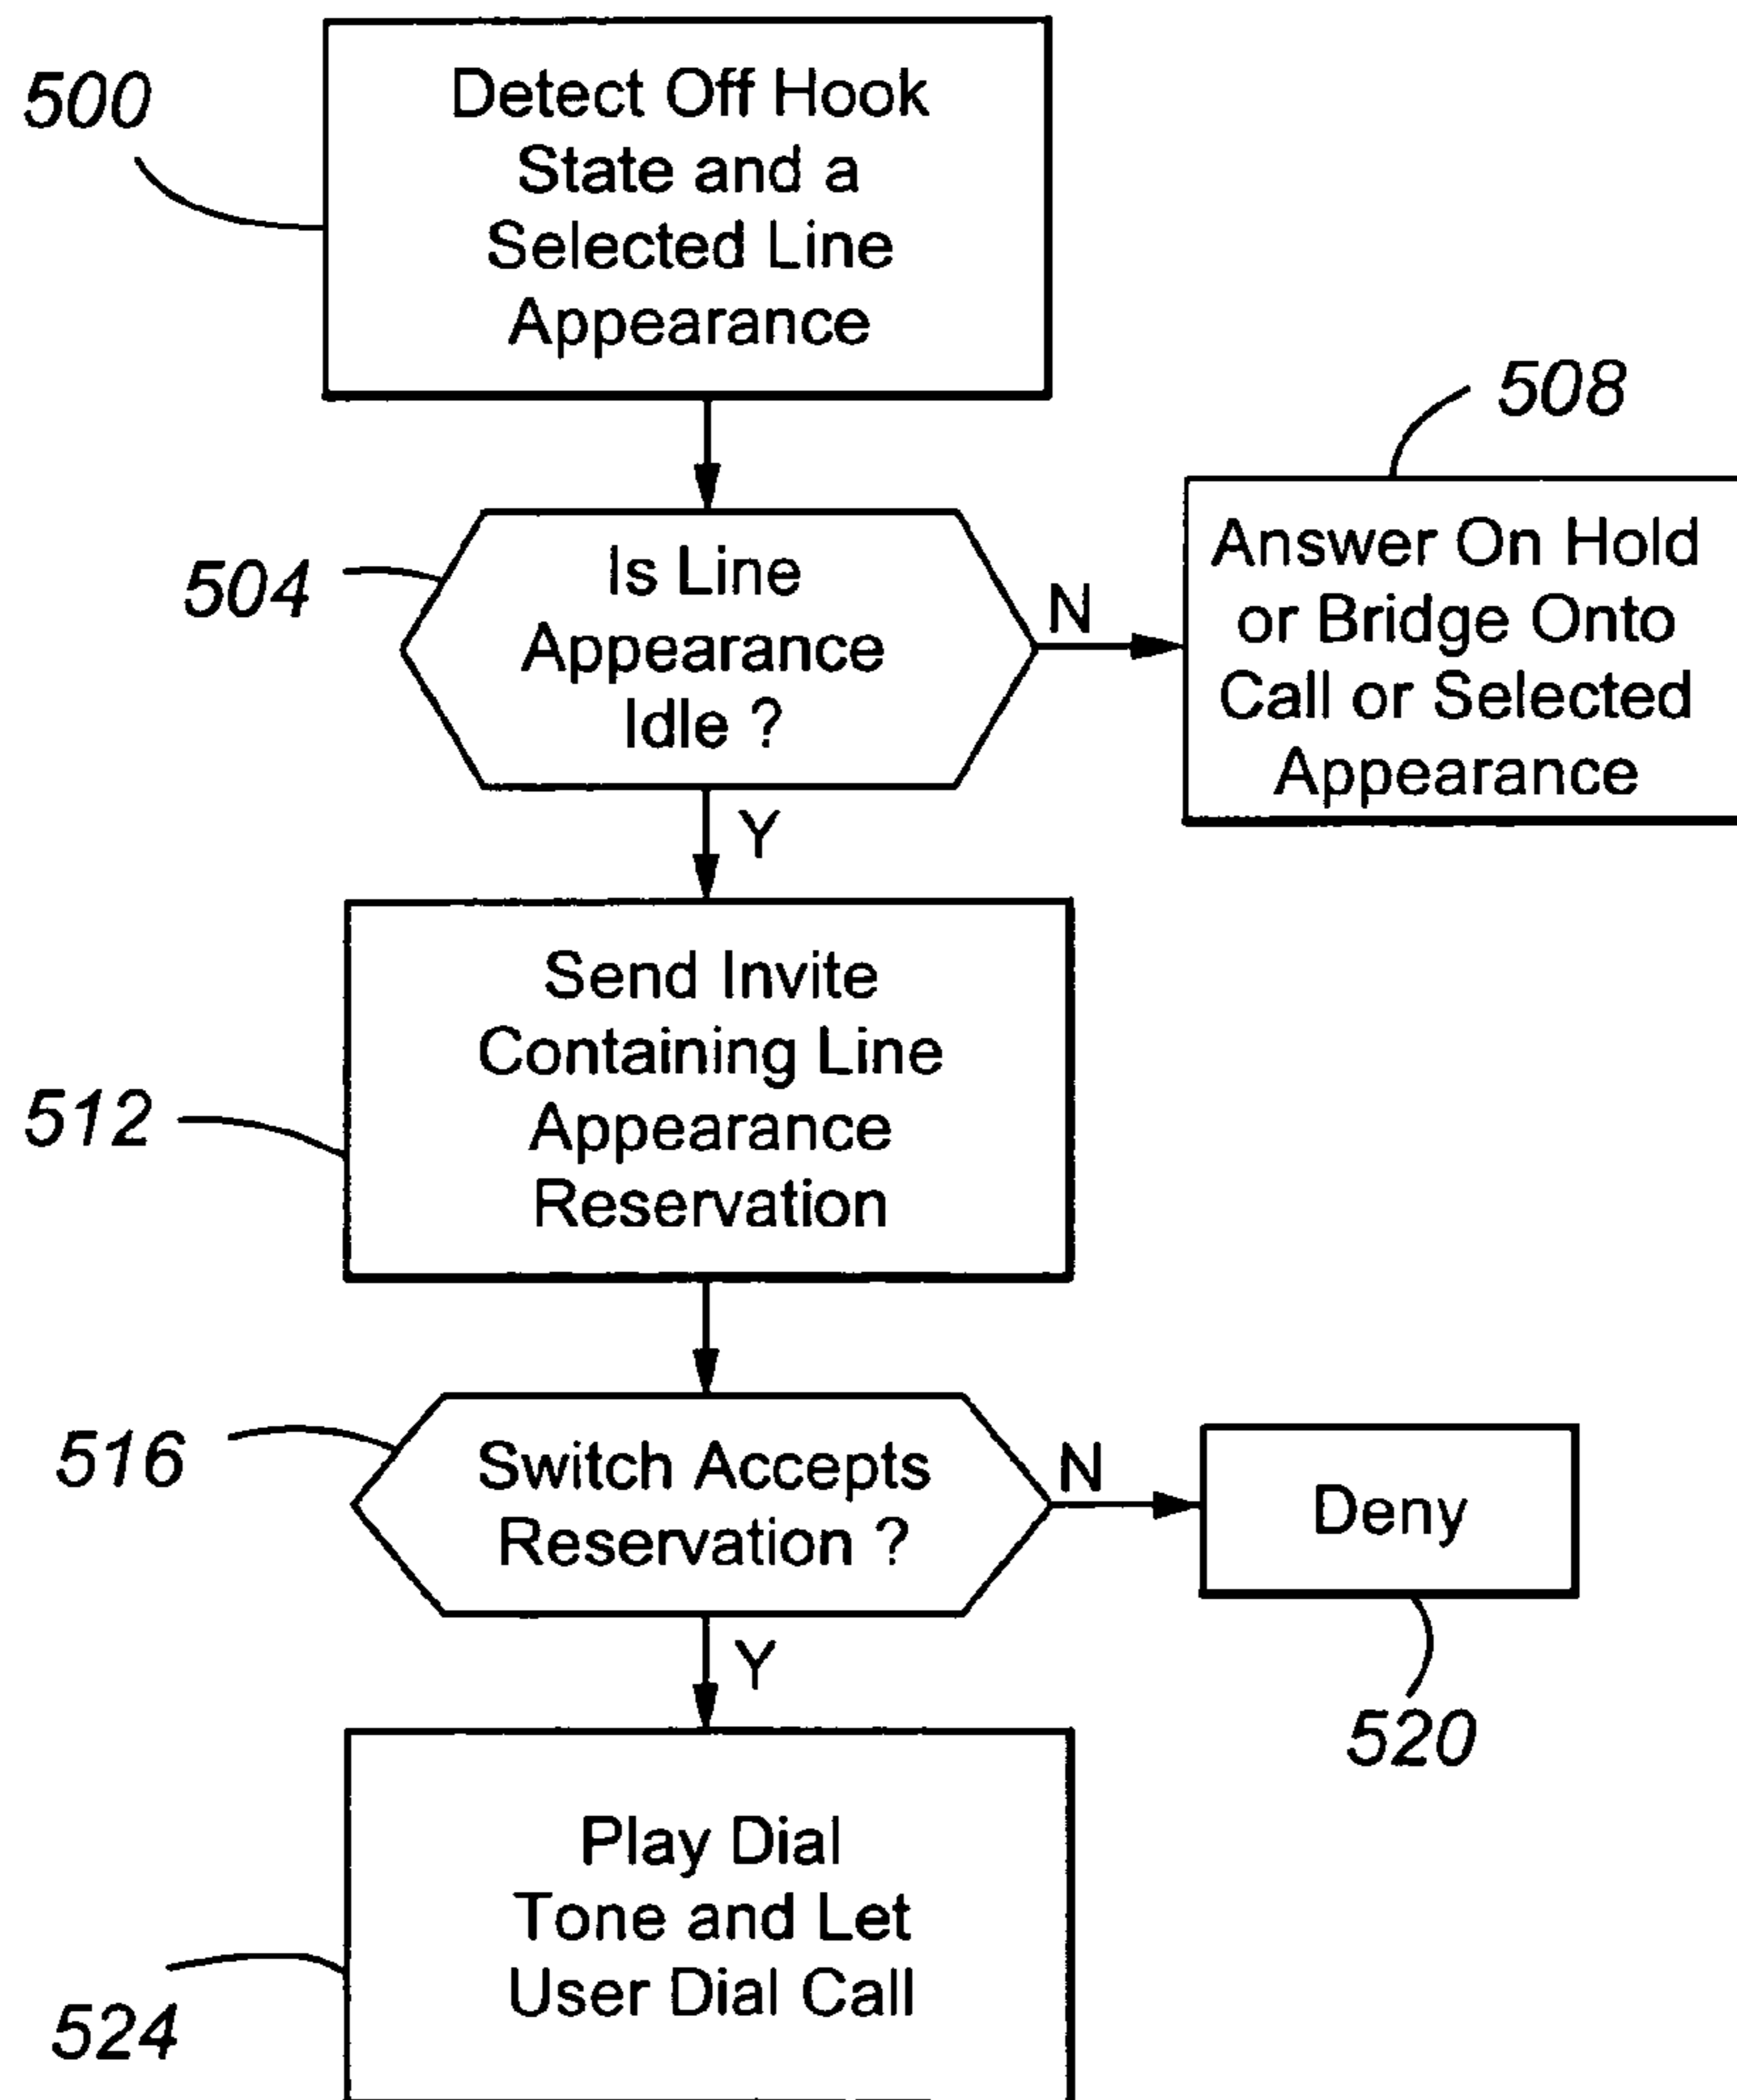 500
Detect Off Hook
State and a
Selected Line
Appearance
508
504
Is Line
Appearance
Idle ?
N
Answer On Hold
or Bridge Onto
Call or Selected
Appearance
Y
512
Send Invite
Containing Line
Appearance
Reservation
516
Switch Accepts
Reservation ?
N
Deny
520
Y
524
Play Dial
Tone and Let
User Dial Call